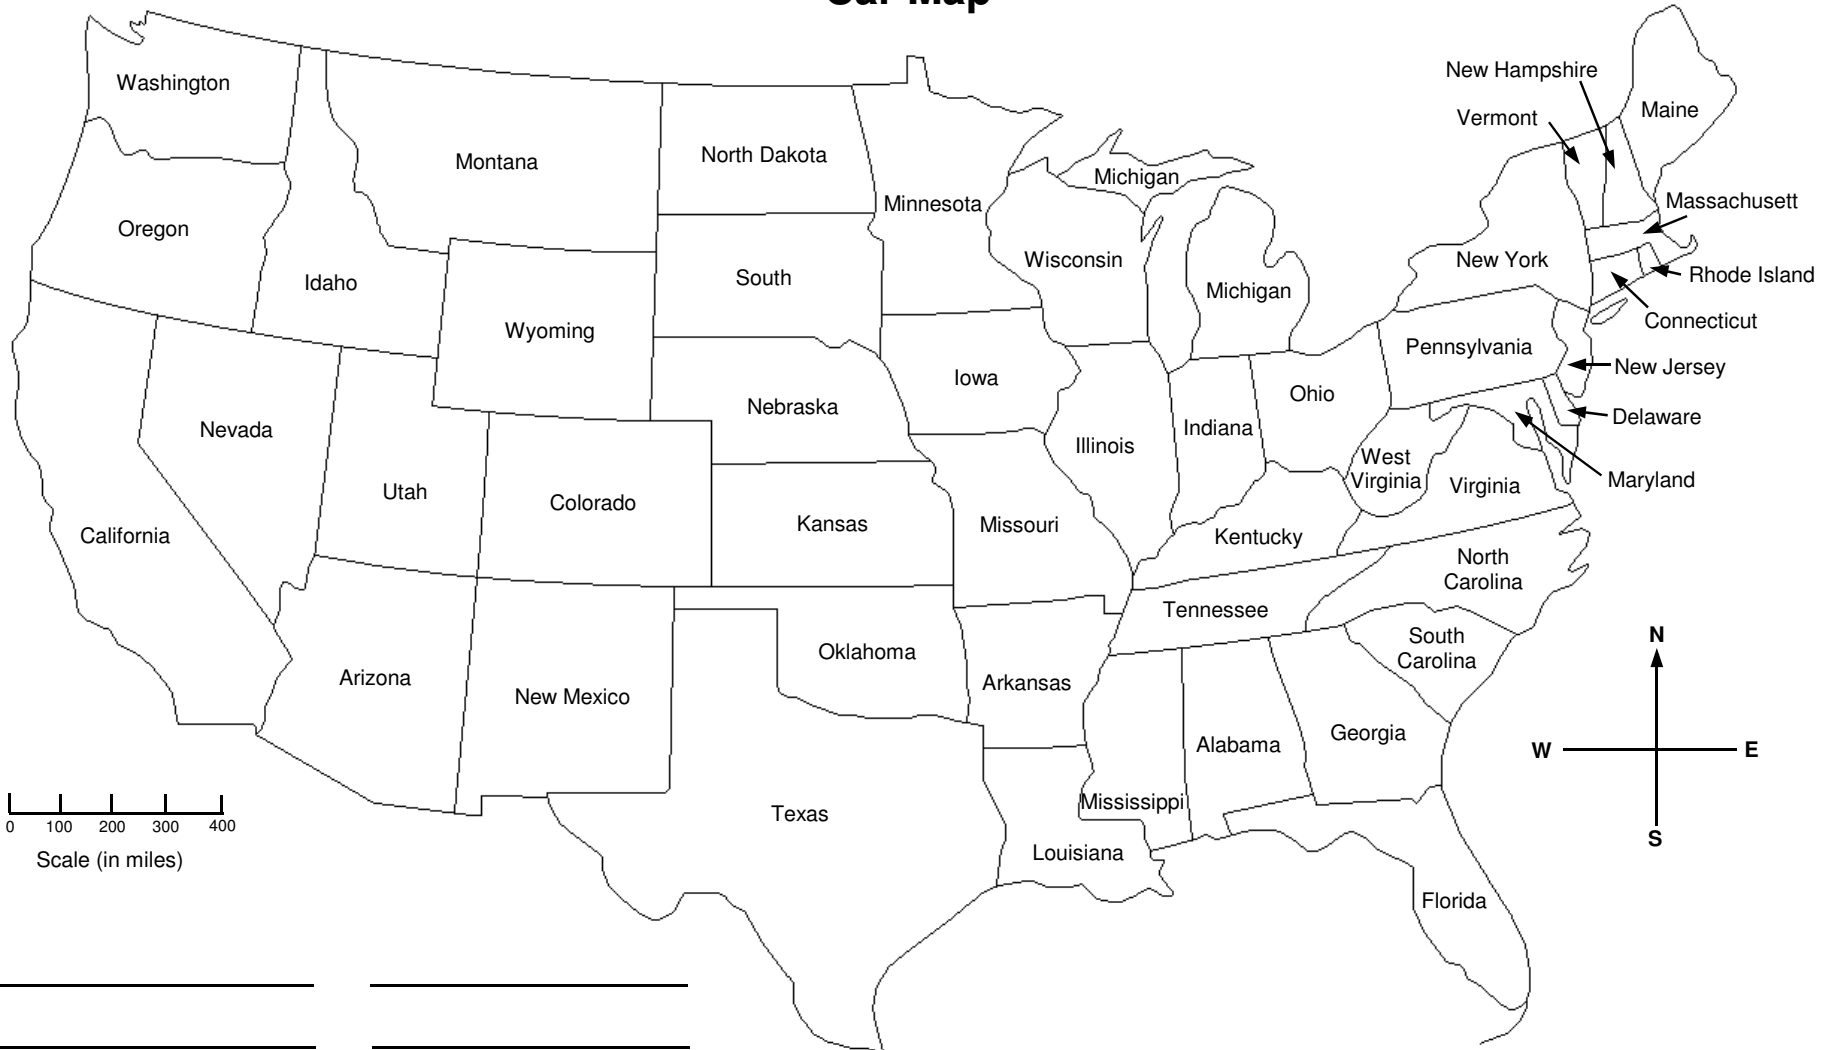 Car Map
Washington
Montana
North Dakota
Minnesota
Michigan
New Hampshire
Vermont
Maine
Massachusett
Oregon
Idaho
Wyoming
South
Wisconsin
Michigan
New York
Rhode Island
Connecticut
Pennsylvania
New Jersey
Iowa
Nebraska
Ohio
Delaware
Nevada
Illinois
Indiana
West
Virginia
Virginia
Maryland
Utah
Colorado
Kansas
Missouri
Kentucky
California
North
Carolina
Tennessee
Oklahoma
Arkansas
South
Carolina
Arizona
New Mexico
Georgia
Alabama
Mississippi
Texas
Louisiana
Florida
N
W
E
S
0 100 200 300 400
Scale (in miles)